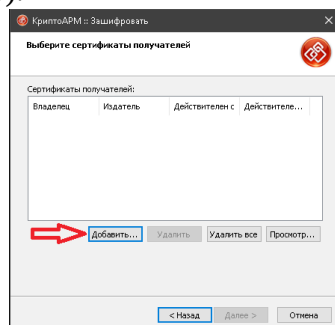 ).
КриптоАРМ :: Зашифровать
Выберите сертификаты получателей
Сертификаты получателей:
Владелец Издатель Действителен с Действителе...
Добавить... Удалить Удалить все Просмотр...
< Назад Далее > Отмена